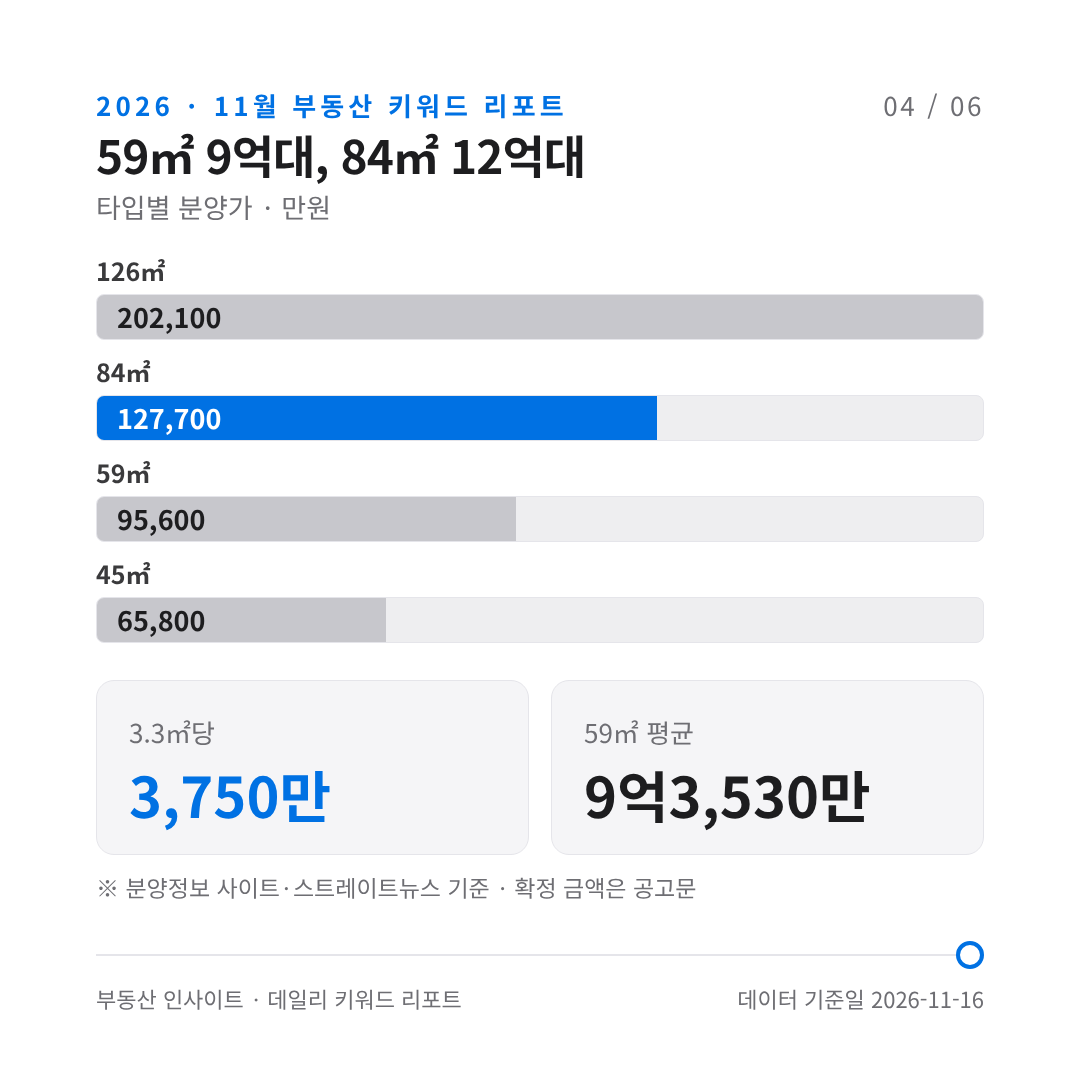 2026 · 11월 부동산 키워드 리포트
04 / 06
59㎡ 9억대, 84㎡ 12억대
타입별 분양가 · 만원
126㎡
202,100
84㎡
127,700
59㎡
95,600
45㎡
65,800
3.3㎡당
3,750만
59㎡ 평균
9억3,530만
※ 분양정보 사이트·스트레이트뉴스 기준 · 확정 금액은 공고문
부동산 인사이트 · 데일리 키워드 리포트
데이터 기준일 2026-11-16